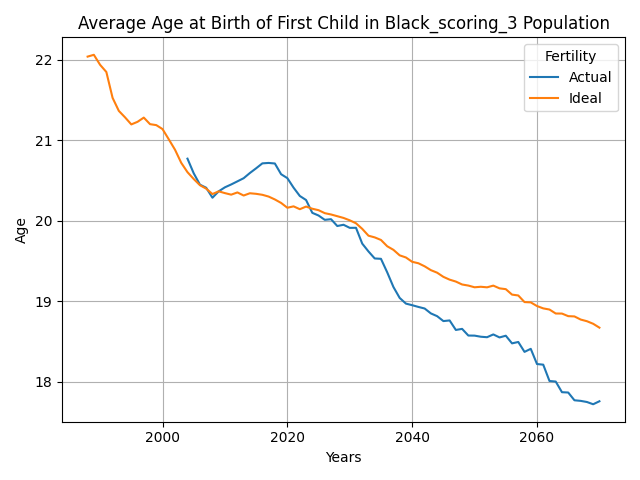 Average Age at Birth of First Child in Black_scoring_3 Population
Fertility
Actual
Ideal
Age
22
21
20
19
18
2000
2020
2040
2060
Years